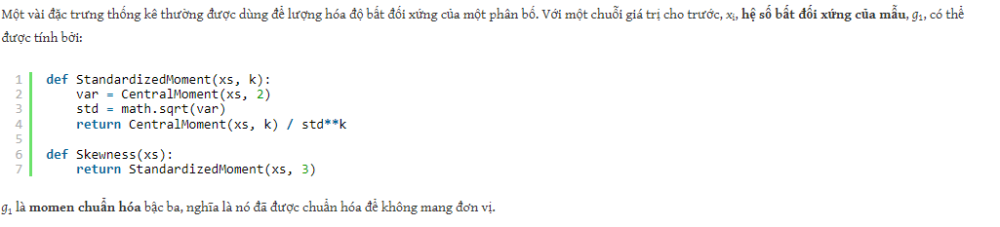 Một vài đặc trưng thống kê thường được dùng để lượng hóa độ bất đối xứng của một phân bố. Với một chuỗi giá trị cho trước, xᵢ, hệ số bất đối xứng của mẫu, g₁, có thể
được tính bởi:
1 def StandardizedMoment(xs, k):
2     var = CentralMoment(xs, 2)
3     std = math.sqrt(var)
4     return CentralMoment(xs, k) / std**k
5
6 def Skewness(xs):
7     return StandardizedMoment(xs, 3)
g₁ là momen chuẩn hóa bậc ba, nghĩa là nó đã được chuẩn hóa để không mang đơn vị.